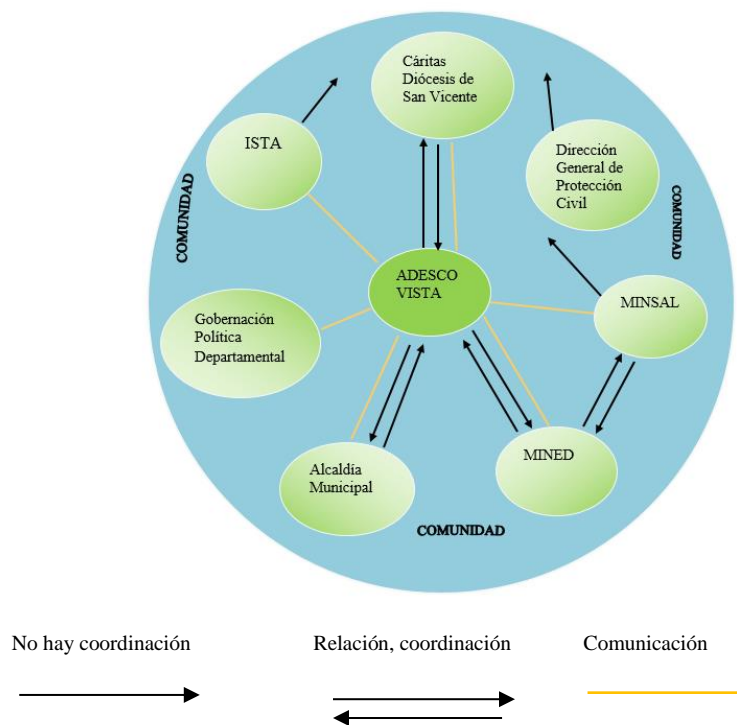 Cáritas
Diócesis de
San Vicente
ISTA
Dirección
General de
Protección
Civil
COMUNIDAD
COMUNIDAD
ADESCO
VISTA
MINSAL
Gobernación
Política
Departamental
Alcaldía
Municipal
MINED
COMUNIDAD
No hay coordinación
Relación, coordinación
Comunicación